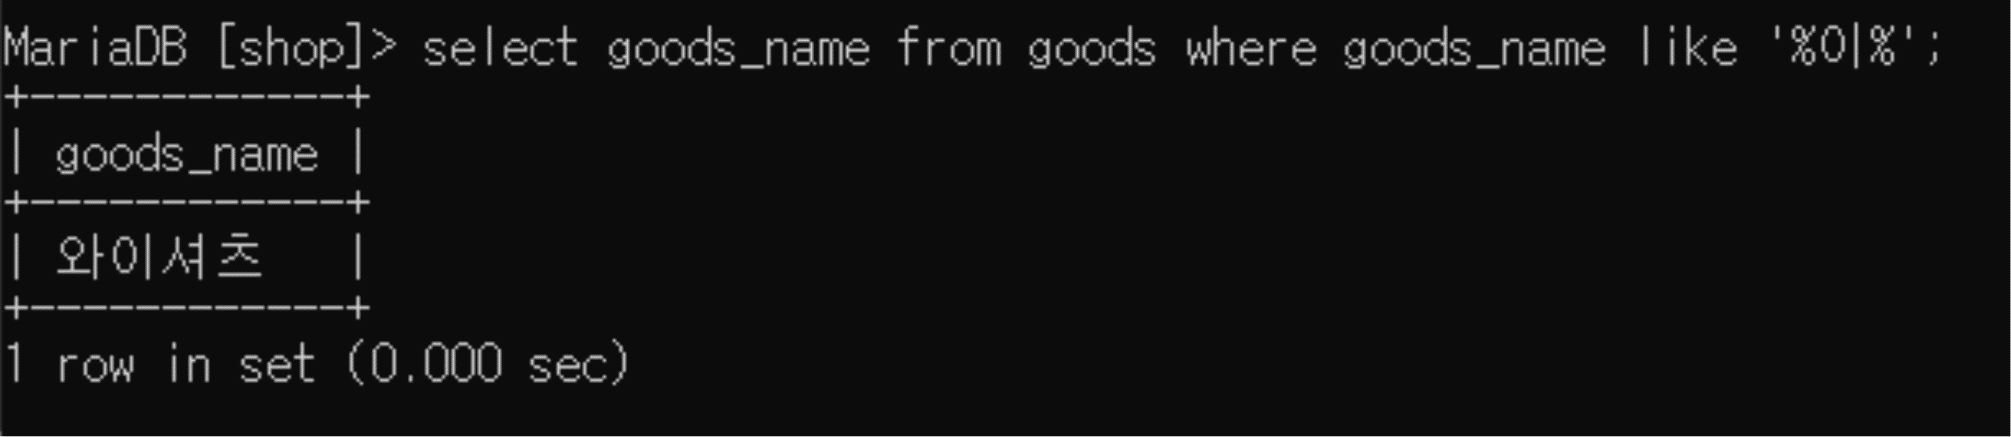 MariaDB [shop]> select goods_name from goods where goods_name like '%이%';
+------------+
| goods_name |
+------------+
| 와이셔츠   |
+------------+
1 row in set (0.000 sec)